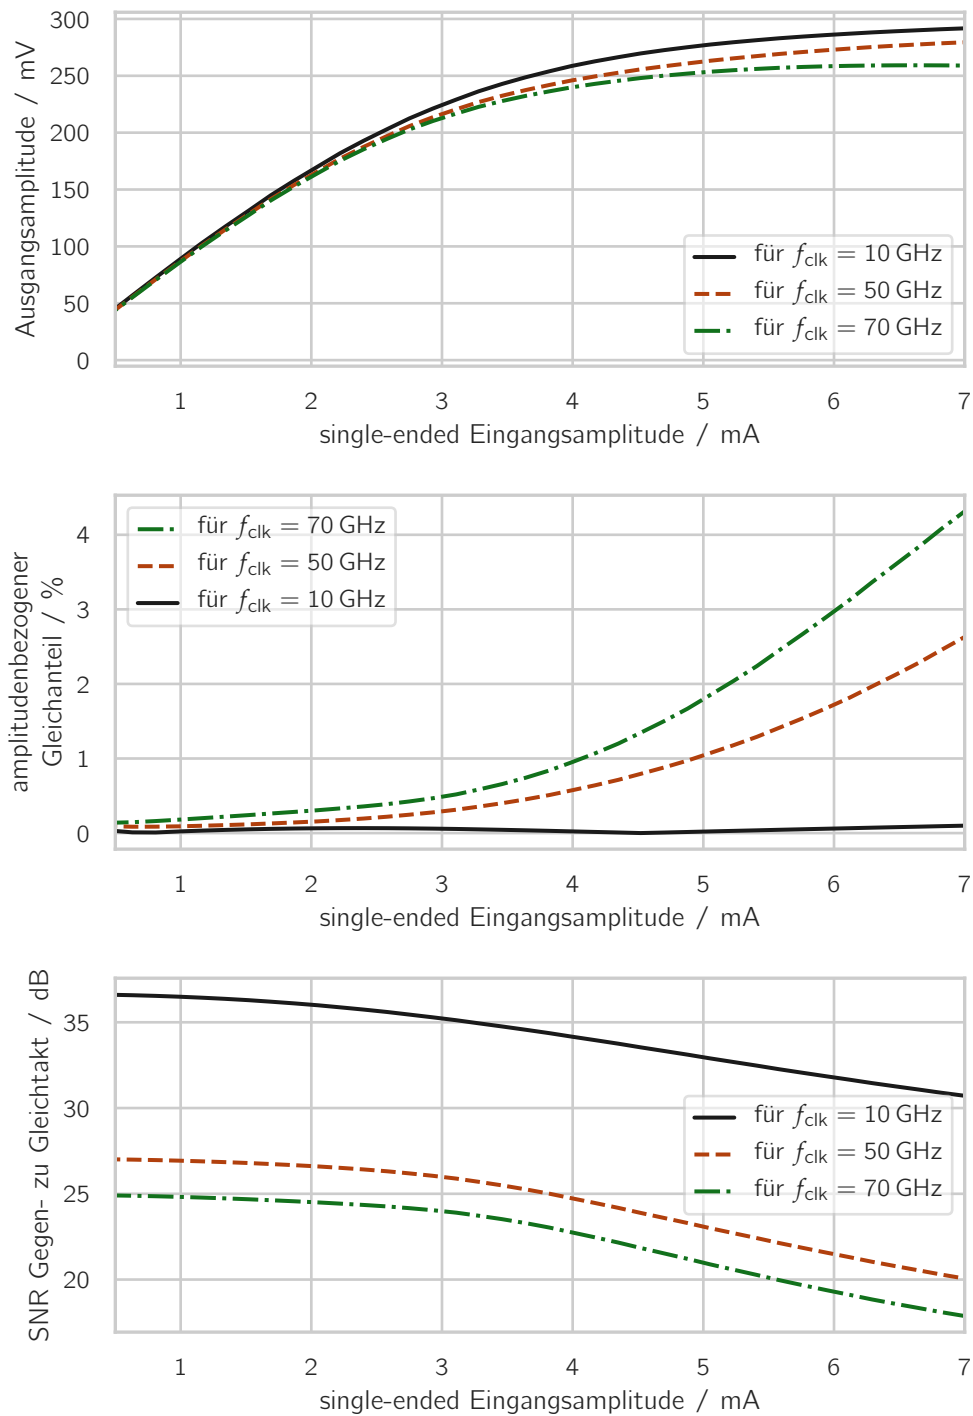 Ausgangsamplitude / mV
300
250
200
150
100
50
0
für f_clk = 10 GHz
für f_clk = 50 GHz
für f_clk = 70 GHz
1 2 3 4 5 6 7
single-ended Eingangsamplitude / mA
amplitudenbezogener
Gleichanteil / %
4
3
2
1
0
für f_clk = 70 GHz
für f_clk = 50 GHz
für f_clk = 10 GHz
1 2 3 4 5 6 7
single-ended Eingangsamplitude / mA
SNR Gegen- zu Gleichtakt / dB
35
30
25
20
für f_clk = 10 GHz
für f_clk = 50 GHz
für f_clk = 70 GHz
1 2 3 4 5 6 7
single-ended Eingangsamplitude / mA